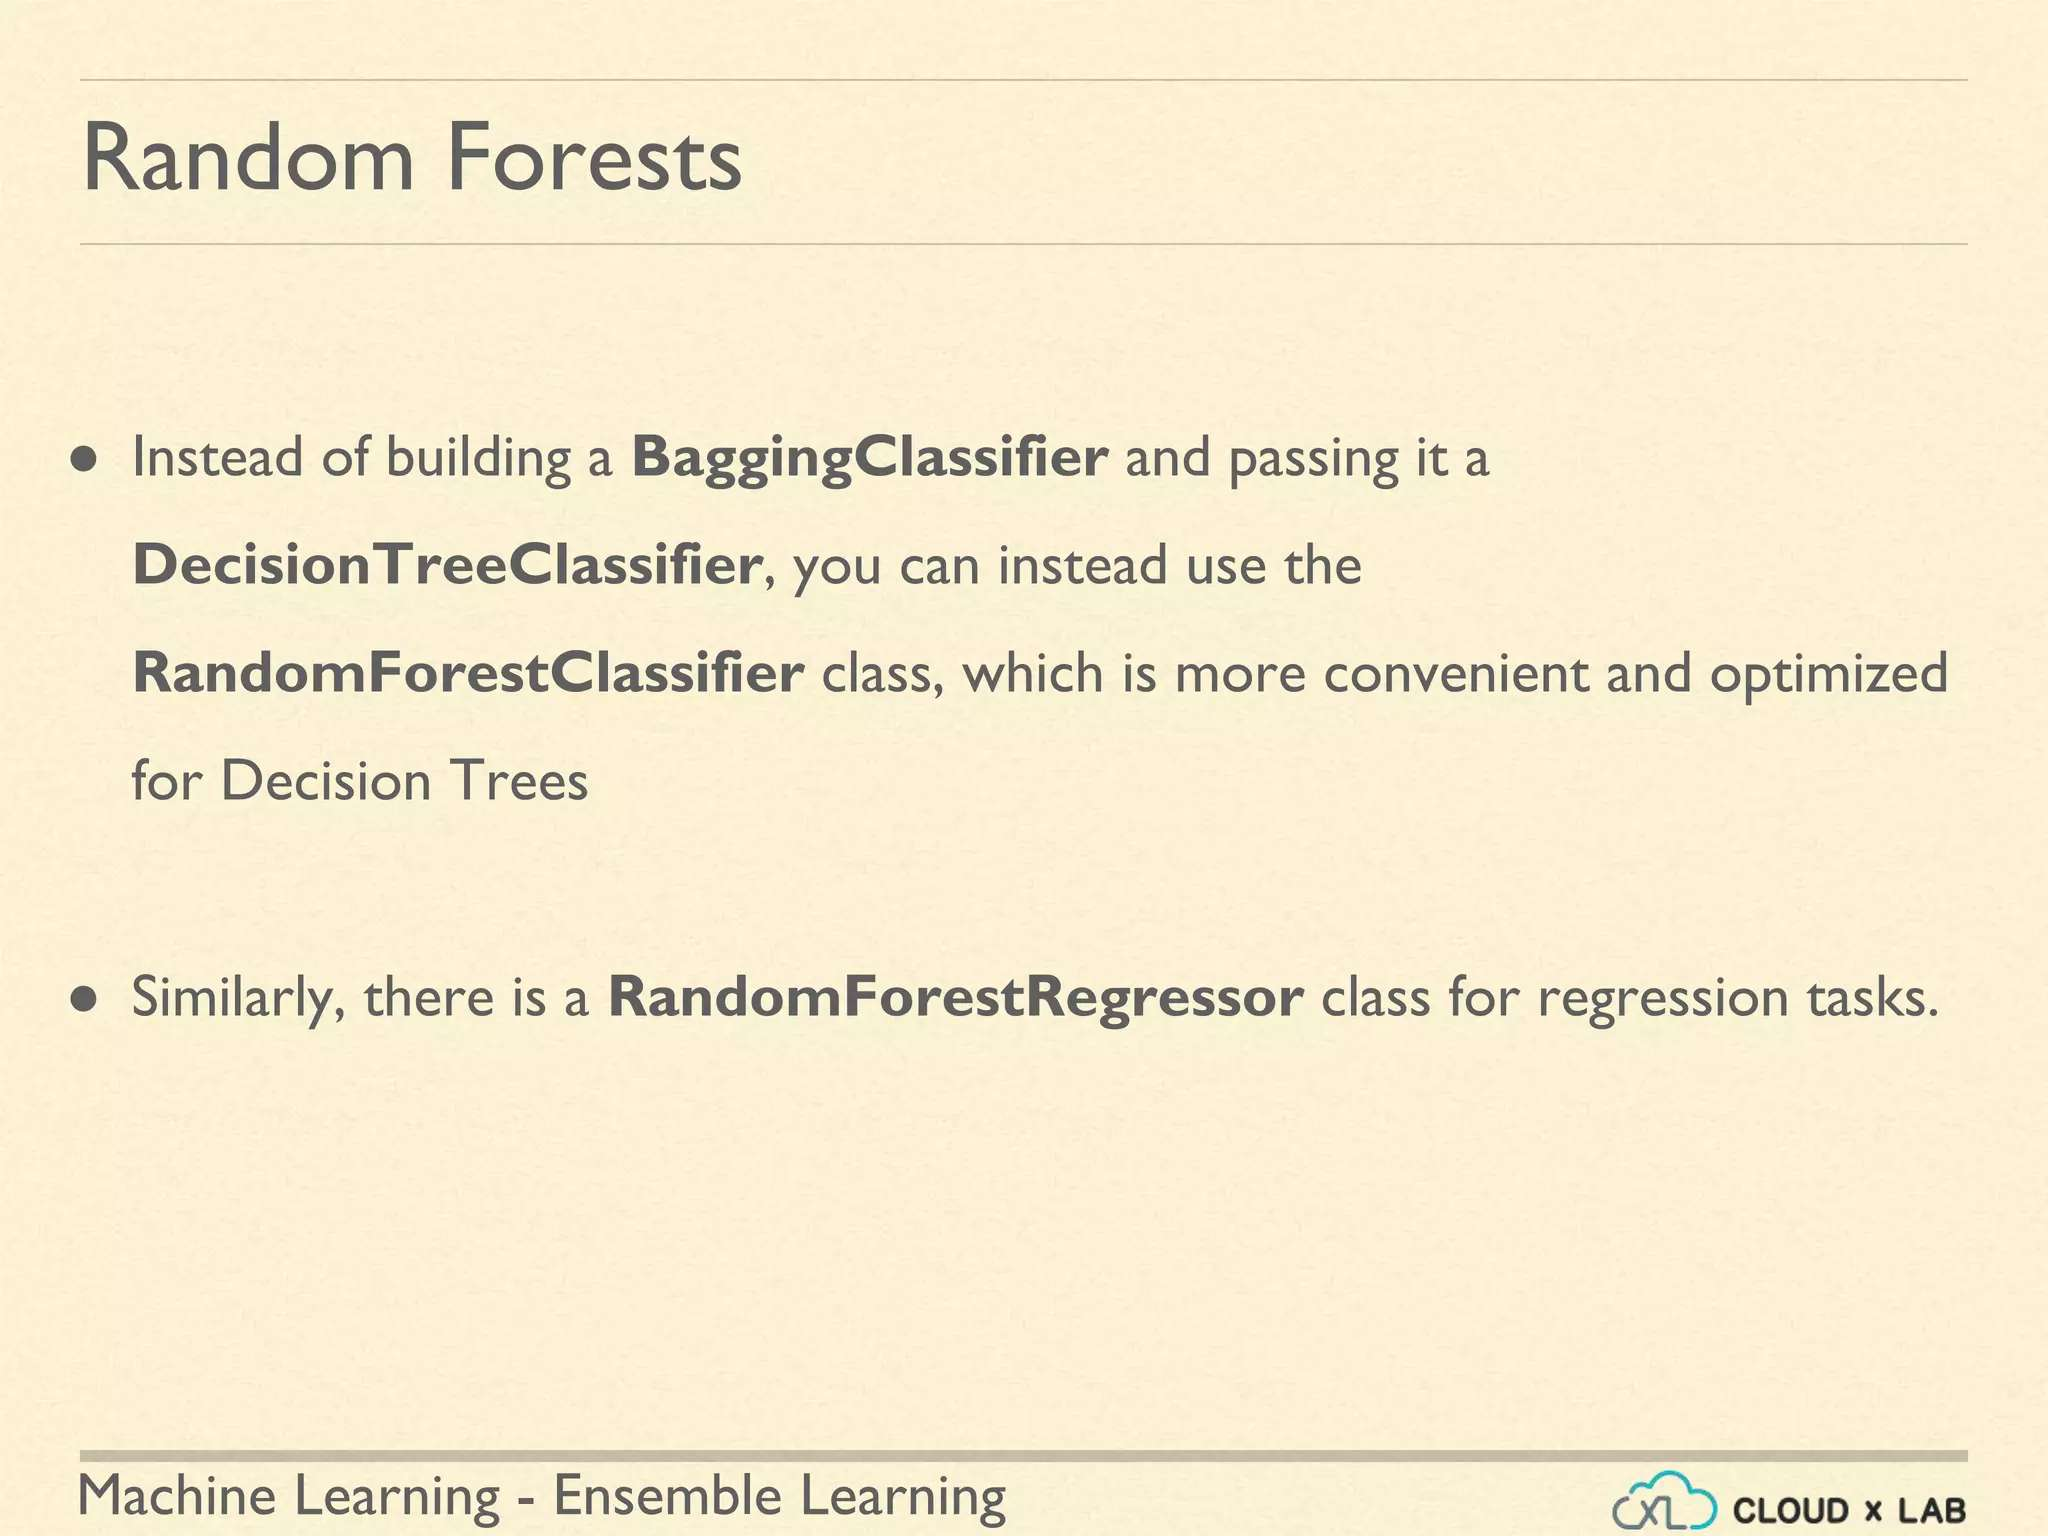 Random Forests
● Instead of building a BaggingClassifier and passing it a
DecisionTreeClassifier, you can instead use the
RandomForestClassifier class, which is more convenient and optimized
for Decision Trees
● Similarly, there is a RandomForestRegressor class for regression tasks.
Machine Learning - Ensemble Learning
CXL CLOUD x LAB